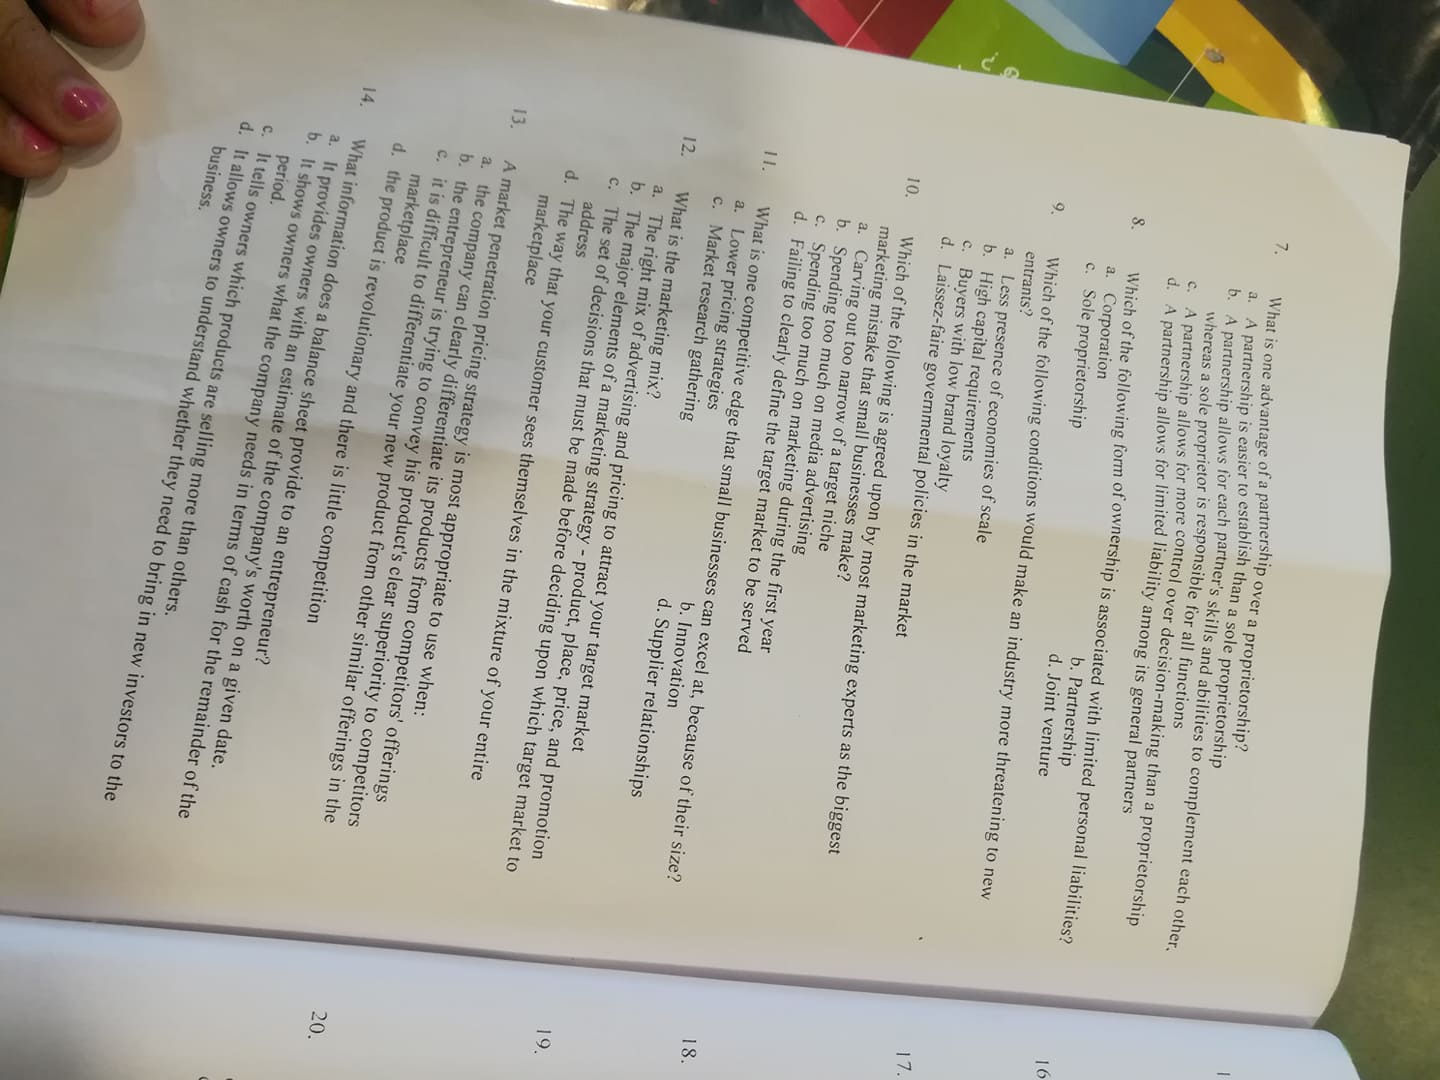 7. What is one advantage of a partnership over a proprietorship?
a. A partnership is easier to establish than a sole proprietorship
b. A partnership allows for each partner's skills and abilities to complement each other,
whereas a sole proprietor is responsible for all functions
c. A partnership allows for more control over decision-making than a proprietorship
d. A partnership allows for limited liability among its general partners
8. Which of the following form of ownership is associated with limited personal liabilities?
a. Corporation b. Partnership
c. Sole proprietorship d. Joint venture
9. Which of the following conditions would make an industry more threatening to new
entrants?
a. Less presence of economies of scale
b. High capital requirements
c. Buyers with low brand loyalty
d. Laissez-faire governmental policies in the market
10. Which of the following is agreed upon by most marketing experts as the biggest
marketing mistake that small businesses make?
a. Carving out too narrow of a target niche
b. Spending too much on media advertising
c. Spending too much on marketing during the first year
d. Failing to clearly define the target market to be served
11. What is one competitive edge that small businesses can excel at, because of their size?
a. Lower pricing strategies b. Innovation
c. Market research gathering d. Supplier relationships
12. What is the marketing mix?
a. The right mix of advertising and pricing to attract your target market
b. The major elements of a marketing strategy - product, place, price, and promotion
c. The set of decisions that must be made before deciding upon which target market to
address
d. The way that your customer sees themselves in the mixture of your entire
marketplace
13. A market penetration pricing strategy is most appropriate to use when:
a. the company can clearly differentiate its products from competitors' offerings
b. the entrepreneur is trying to convey his product's clear superiority to competitors
c. it is difficult to differentiate your new product from other similar offerings in the
marketplace
d. the product is revolutionary and there is little competition
14. What information does a balance sheet provide to an entrepreneur?
a. It provides owners with an estimate of the company's worth on a given date.
b. It shows owners what the company needs in terms of cash for the remainder of the
period.
c. It tells owners which products are selling more than others.
d. It allows owners to understand whether they need to bring in new investors to the
business.
16
17.
18.
19.
20.